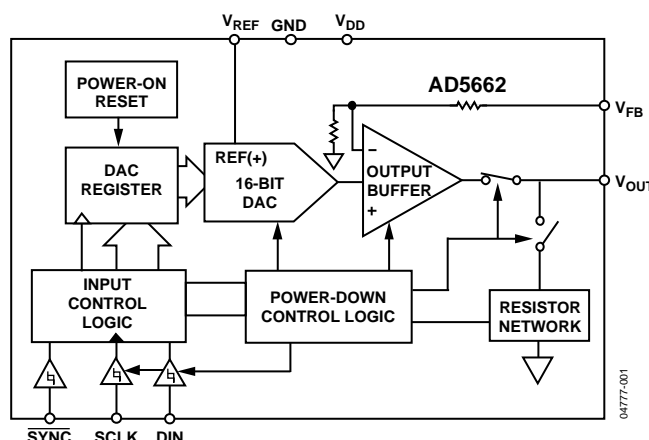 VREF GND VDD
POWER-ON
RESET
AD5662
VFB
REF(+)
16-BIT
DAC
DAC
REGISTER
−
OUTPUT
BUFFER
+
VOUT
INPUT
CONTROL
LOGIC
POWER-DOWN
CONTROL LOGIC
RESISTOR
NETWORK
SYNC SCLK DIN
04777-001